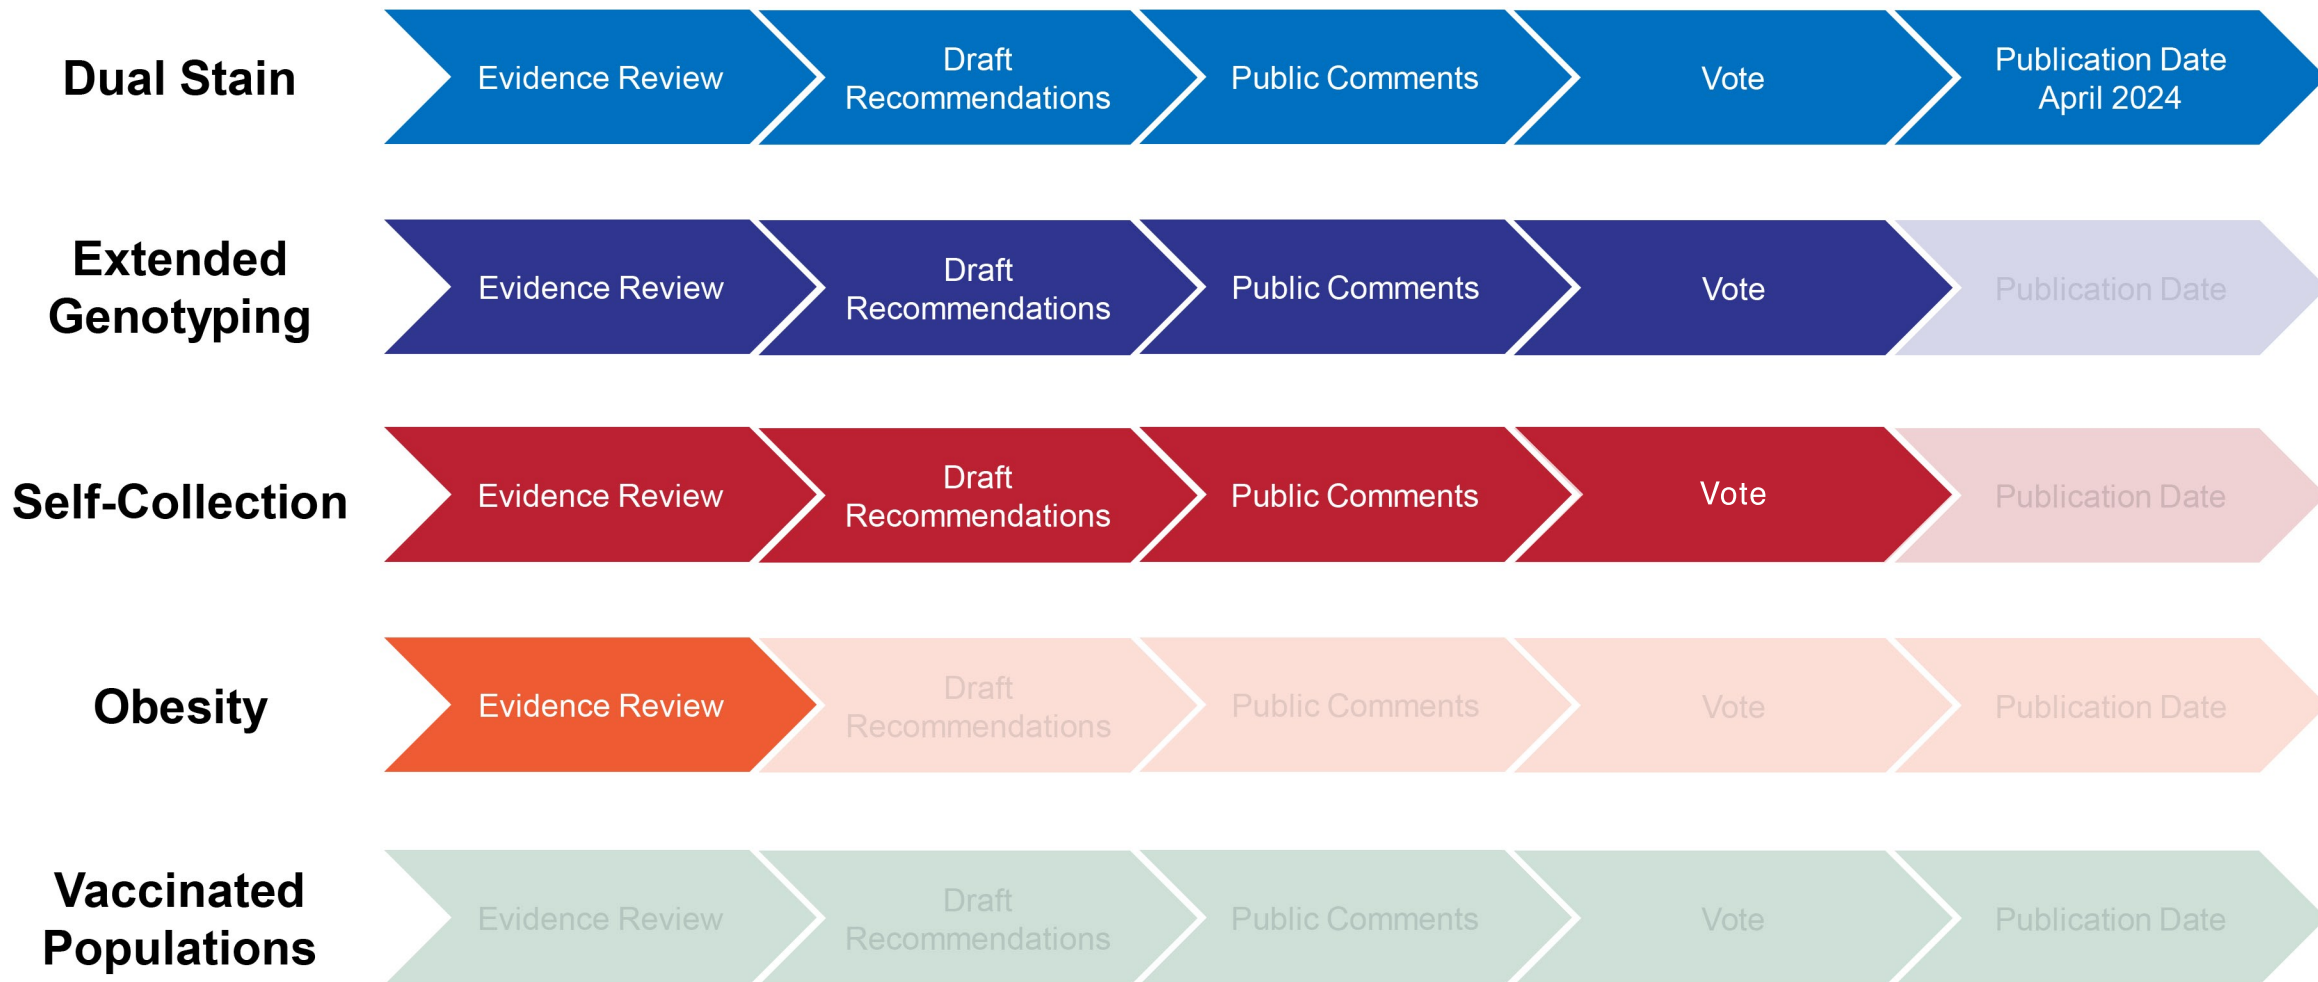 Dual Stain
Evidence Review
Draft
Recommendations
Public Comments
Vote
Publication Date
April 2024
Extended
Genotyping
Evidence Review
Draft
Recommendations
Public Comments
Vote
Publication Date
Self-Collection
Evidence Review
Draft
Recommendations
Public Comments
Vote
Publication Date
Obesity
Evidence Review
Draft
Recommendations
Public Comments
Vote
Publication Date
Vaccinated
Populations
Evidence Review
Draft
Recommendations
Public Comments
Vote
Publication Date